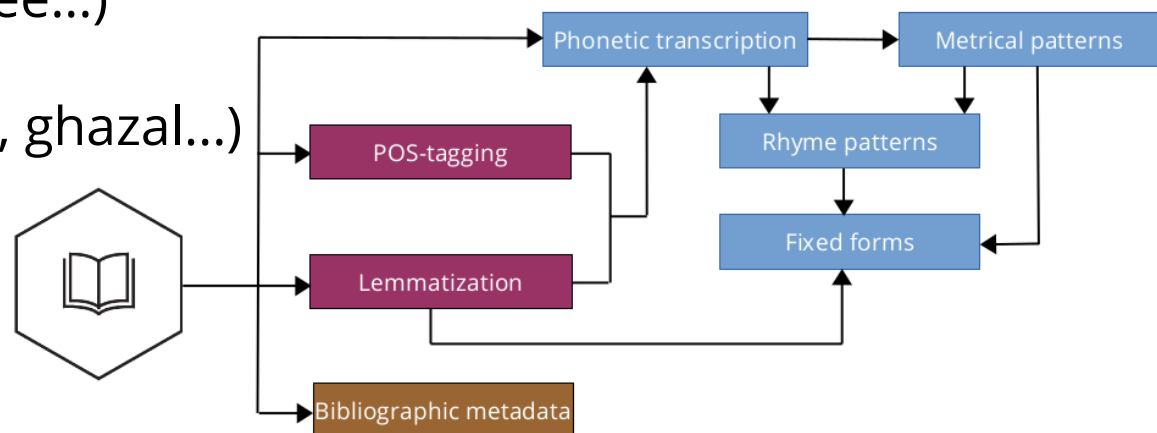 ee...)
, ghazal...)
Phonetic transcription
Metrical patterns
POS-tagging
Rhyme patterns
Fixed forms
Lemmatization
Bibliographic metadata